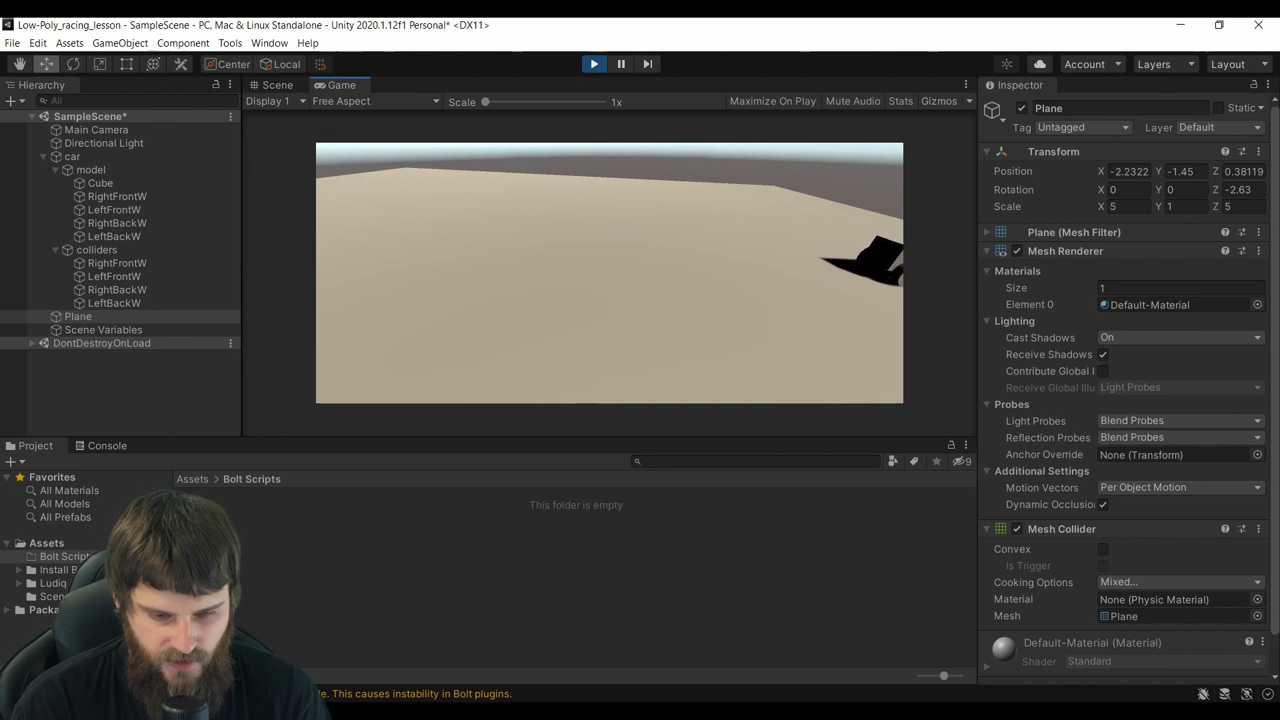 Low-Poly_racing_lesson - SampleScene - PC, Mac & Linux Standalone - Unity 2020.1.12f1 Personal* <DX11>
File Edit Assets GameObject Component Tools Window Help
Center Local Account Layers Layout
Hierarchy
All
SampleScene*
Main Camera
Directional Light
car
model
Cube
RightFrontW
LeftFrontW
RightBackW
LeftBackW
colliders
RightFrontW
LeftFrontW
RightBackW
LeftBackW
Plane
Scene Variables
DontDestroyOnLoad
Scene Game
Display 1 Free Aspect Scale 1x Maximize On Play Mute Audio Stats Gizmos
Inspector
Plane Static
Tag Untagged Layer Default
Transform
Position X -2.2322 Y -1.45 Z 0.38119
Rotation X 0 Y 0 Z -2.63
Scale X 5 Y 1 Z 5
Plane (Mesh Filter)
Mesh Renderer
Materials
Size 1
Element 0 Default-Material
Lighting
Cast Shadows On
Receive Shadows
Contribute Global I
Receive Global Illu Light Probes
Probes
Light Probes Blend Probes
Reflection Probes Blend Probes
Anchor Override None (Transform)
Additional Settings
Motion Vectors Per Object Motion
Dynamic Occlusion
Mesh Collider
Convex
Is Trigger
Cooking Options Mixed...
Material None (Physic Material)
Mesh Plane
Default-Material (Material)
Shader Standard
Project Console
9
Favorites
All Materials
All Models
All Prefabs
Assets
Bolt Script
Install B
Ludiq
Scen
Packa
Assets > Bolt Scripts
This folder is empty
This causes instability in Bolt plugins.